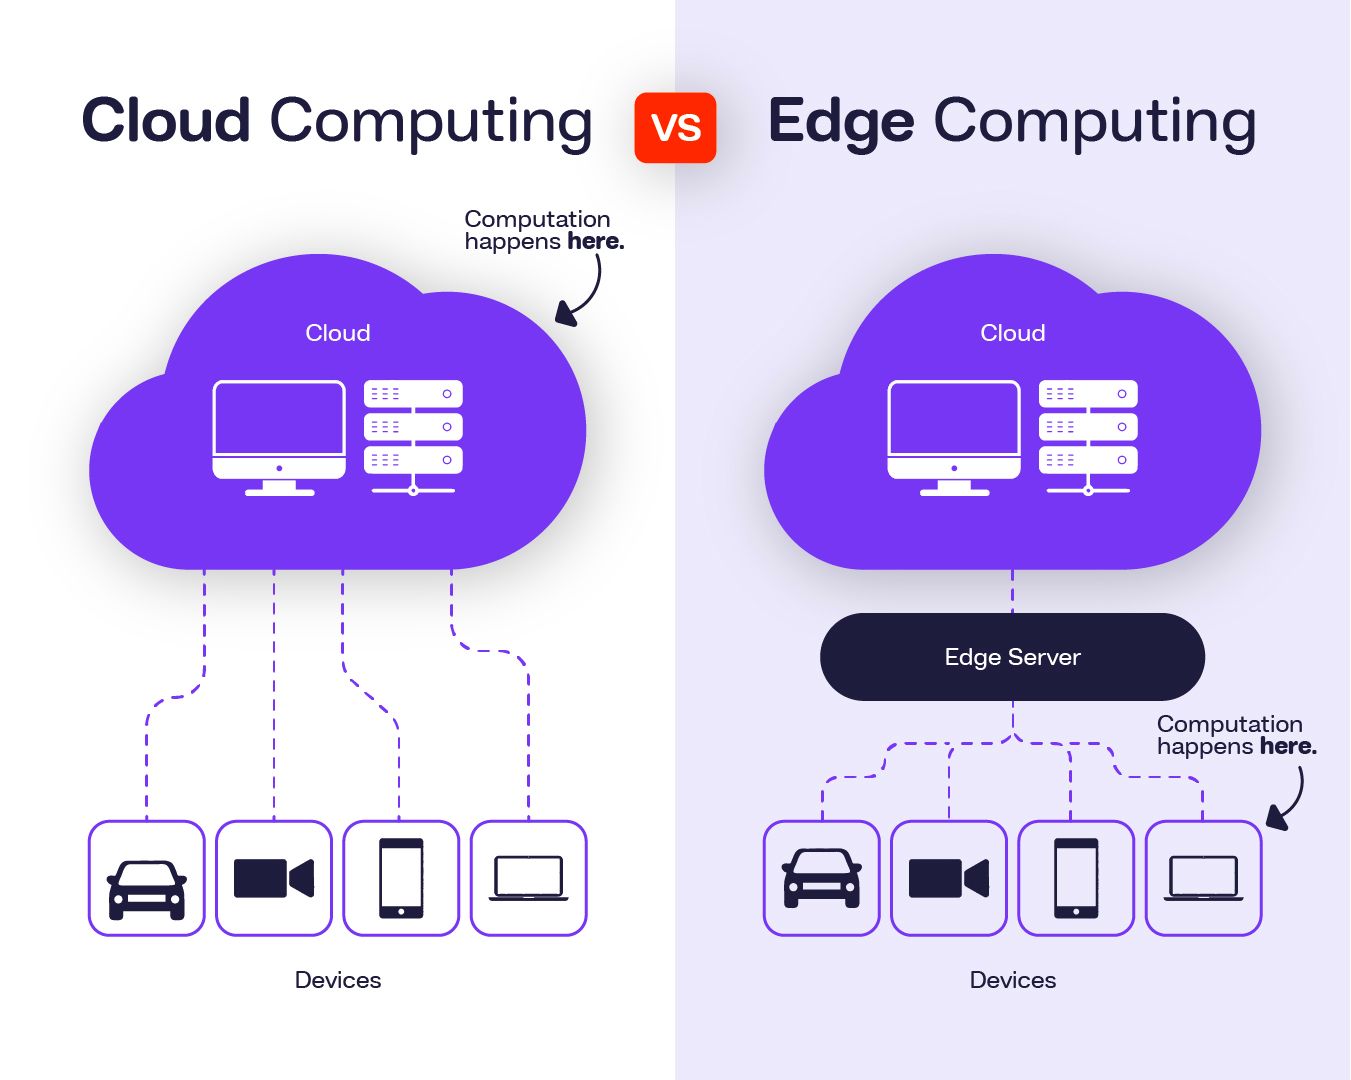 Cloud Computing
VS
Edge Computing
Computation
happens here.
Cloud
Devices
Cloud
Edge Server
Computation
happens here.
Devices